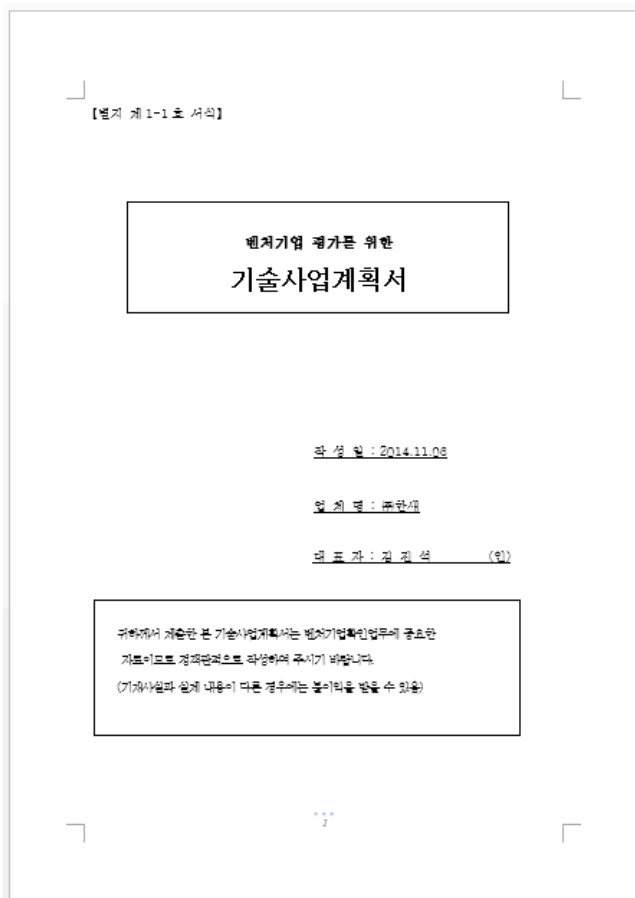 【별지 제1-1호 서식】
벤처기업 평가를 위한
기술사업계획서
작 성 일 : 2014.11.08
업 체 명 : ㈜한새
대 표 자 : 김 진 석 (인)
귀하께서 제출한 본 기술사업계획서는 벤처기업확인업무에 중요한
자료이므로 객관적으로 작성하여 주시기 바랍니다.
(기재사실과 실제 내용이 다른 경우에는 불이익을 받을 수 있음)